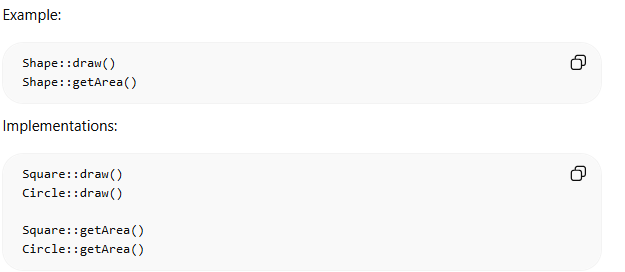 Example:
Shape::draw()
Shape::getArea()
Implementations:
Square::draw()
Circle::draw()
Square::getArea()
Circle::getArea()